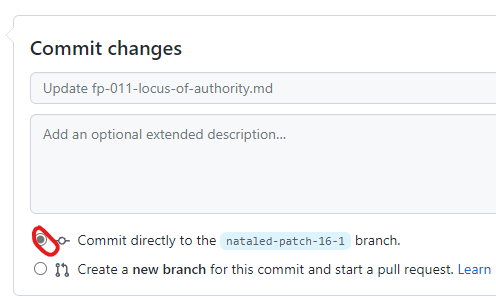 Commit changes
Update fp-011-locus-of-authority.md
Add an optional extended description...
Commit directly to the nataled-patch-16-1 branch.
Create a new branch for this commit and start a pull request. Learn